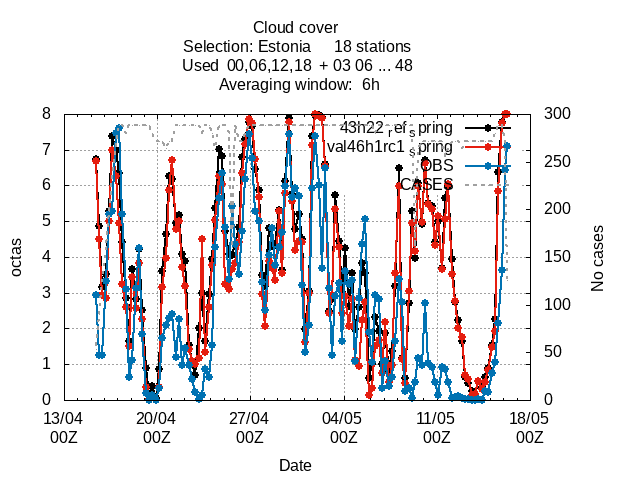 Cloud cover
Selection: Estonia 18 stations
Used 00,06,12,18 + 03 06 ... 48
Averaging window: 6h
43h22_ref_spring
val46h1rc1_spring
OBS
CASES
octas
No cases
8
7
6
5
4
3
2
1
0
300
250
200
150
100
50
0
13/04 20/04 27/04 04/05 11/05 18/05
00Z 00Z 00Z 00Z 00Z 00Z
Date